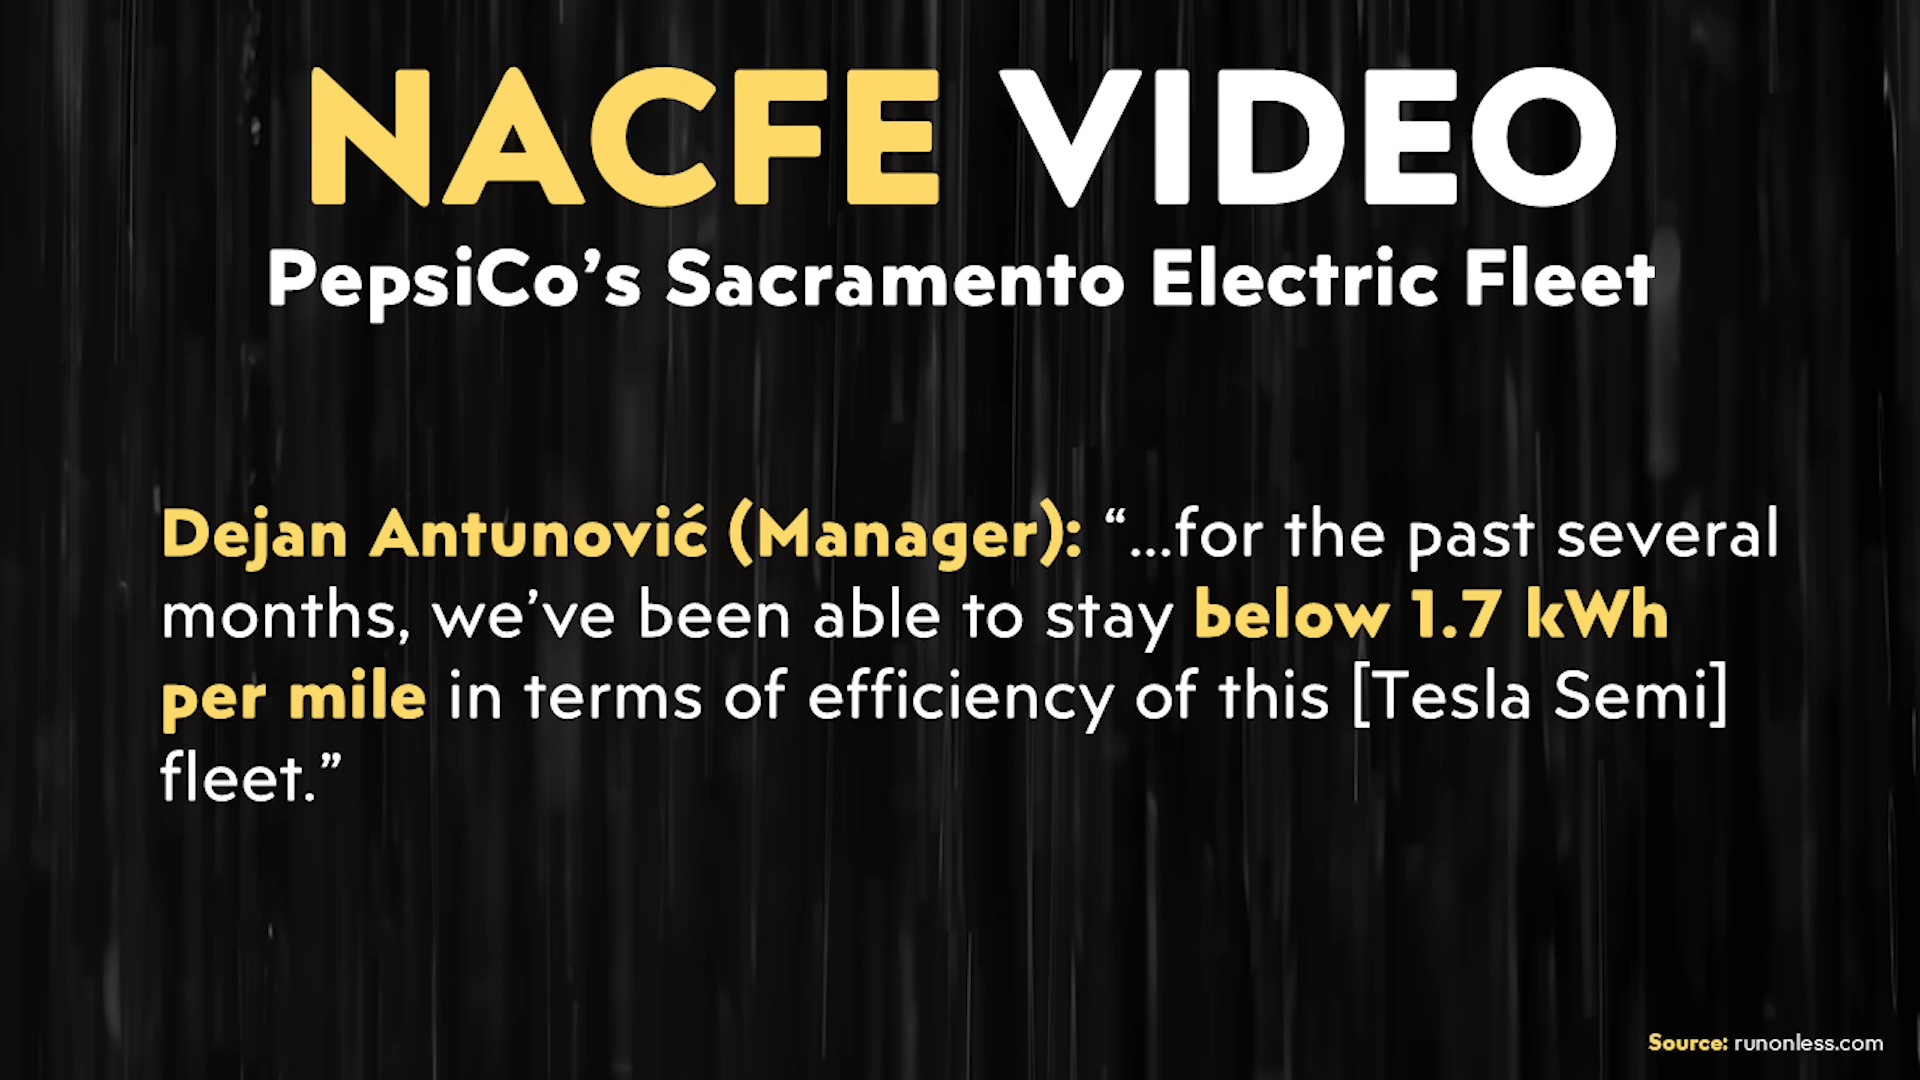 NACFE VIDEO
PepsiCo’s Sacramento Electric Fleet
Dejan Antunović (Manager): “...for the past several
months, we’ve been able to stay below 1.7 kWh
per mile in terms of efficiency of this [Tesla Semi]
fleet.”
Source: runonless.com